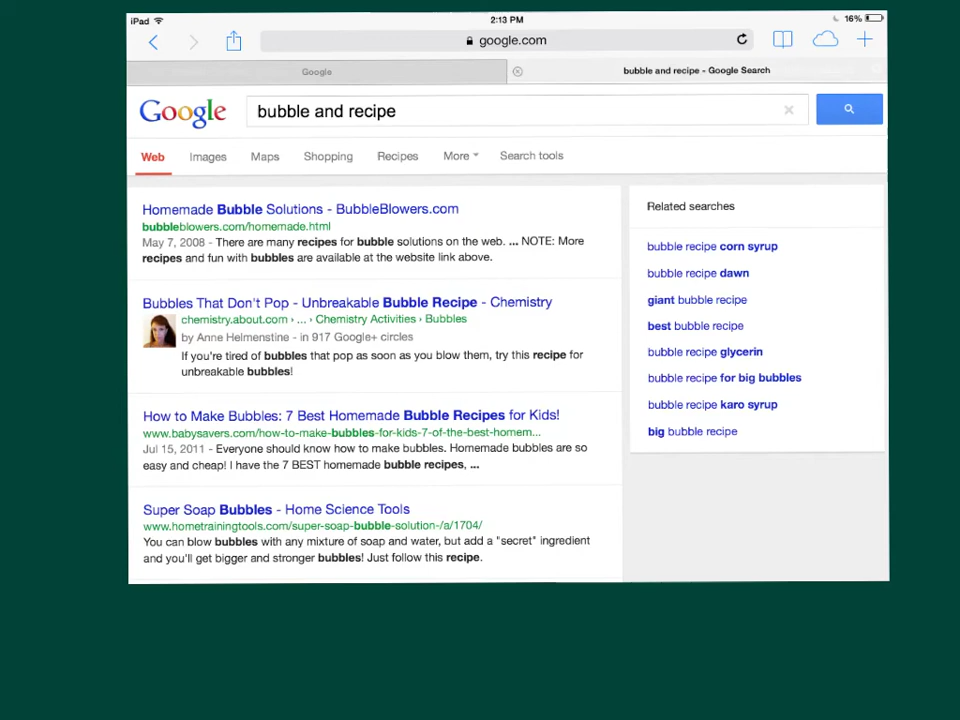 iPad 2:13 PM 16%
google.com
Google bubble and recipe - Google Search
Google bubble and recipe
Web Images Maps Shopping Recipes More Search tools
Homemade Bubble Solutions - BubbleBlowers.com
bubbleblowers.com/homemade.html
May 7, 2008 - There are many recipes for bubble solutions on the web. ... NOTE: More
recipes and fun with bubbles are available at the website link above.
Bubbles That Don't Pop - Unbreakable Bubble Recipe - Chemistry
chemistry.about.com › ... › Chemistry Activities › Bubbles
by Anne Helmenstine - in 917 Google+ circles
If you're tired of bubbles that pop as soon as you blow them, try this recipe for
unbreakable bubbles!
How to Make Bubbles: 7 Best Homemade Bubble Recipes for Kids!
www.babysavers.com/how-to-make-bubbles-for-kids-7-of-the-best-homem...
Jul 15, 2011 - Everyone should know how to make bubbles. Homemade bubbles are so
easy and cheap! I have the 7 BEST homemade bubble recipes, ...
Super Soap Bubbles - Home Science Tools
www.hometrainingtools.com/super-soap-bubble-solution-/a/1704/
You can blow bubbles with any mixture of soap and water, but add a "secret" ingredient
and you'll get bigger and stronger bubbles! Just follow this recipe.
Related searches
bubble recipe corn syrup
bubble recipe dawn
giant bubble recipe
best bubble recipe
bubble recipe glycerin
bubble recipe for big bubbles
bubble recipe karo syrup
big bubble recipe